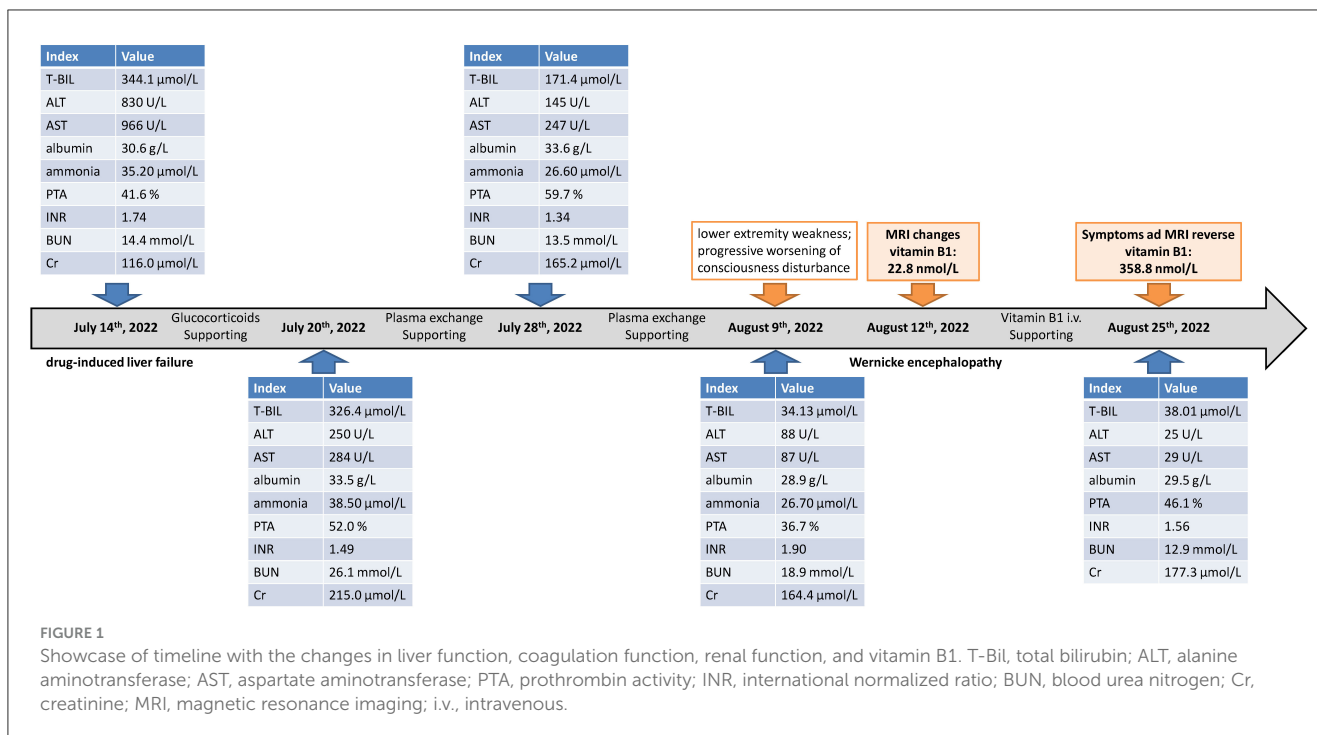 Index Value
T-BIL 344.1 µmol/L
ALT 830 U/L
AST 966 U/L
albumin 30.6 g/L
ammonia 35.20 µmol/L
PTA 41.6 %
INR 1.74
BUN 14.4 mmol/L
Cr 116.0 µmol/L
Index Value
T-BIL 171.4 µmol/L
ALT 145 U/L
AST 247 U/L
albumin 33.6 g/L
ammonia 26.60 µmol/L
PTA 59.7 %
INR 1.34
BUN 13.5 mmol/L
Cr 165.2 µmol/L
lower extremity weakness;
progressive worsening of
consciousness disturbance
MRI changes
vitamin B1:
22.8 nmol/L
Symptoms ad MRI reverse
vitamin B1:
358.8 nmol/L
July 14th, 2022
Glucocorticoids
Supporting
July 20th, 2022
Plasma exchange
Supporting
July 28th, 2022
Plasma exchange
Supporting
August 9th, 2022
August 12th, 2022
Vitamin B1 i.v.
Supporting
August 25th, 2022
drug-induced liver failure
Wernicke encephalopathy
Index Value
T-BIL 326.4 µmol/L
ALT 250 U/L
AST 284 U/L
albumin 33.5 g/L
ammonia 38.50 µmol/L
PTA 52.0 %
INR 1.49
BUN 26.1 mmol/L
Cr 215.0 µmol/L
Index Value
T-BIL 34.13 µmol/L
ALT 88 U/L
AST 87 U/L
albumin 28.9 g/L
ammonia 26.70 µmol/L
PTA 36.7 %
INR 1.90
BUN 18.9 mmol/L
Cr 164.4 µmol/L
Index Value
T-BIL 38.01 µmol/L
ALT 25 U/L
AST 29 U/L
albumin 29.5 g/L
PTA 46.1 %
INR 1.56
BUN 12.9 mmol/L
Cr 177.3 µmol/L
FIGURE 1
Showcase of timeline with the changes in liver function, coagulation function, renal function, and vitamin B1. T-Bil, total bilirubin; ALT, alanine
aminotransferase; AST, aspartate aminotransferase; PTA, prothrombin activity; INR, international normalized ratio; BUN, blood urea nitrogen; Cr,
creatinine; MRI, magnetic resonance imaging; i.v., intravenous.